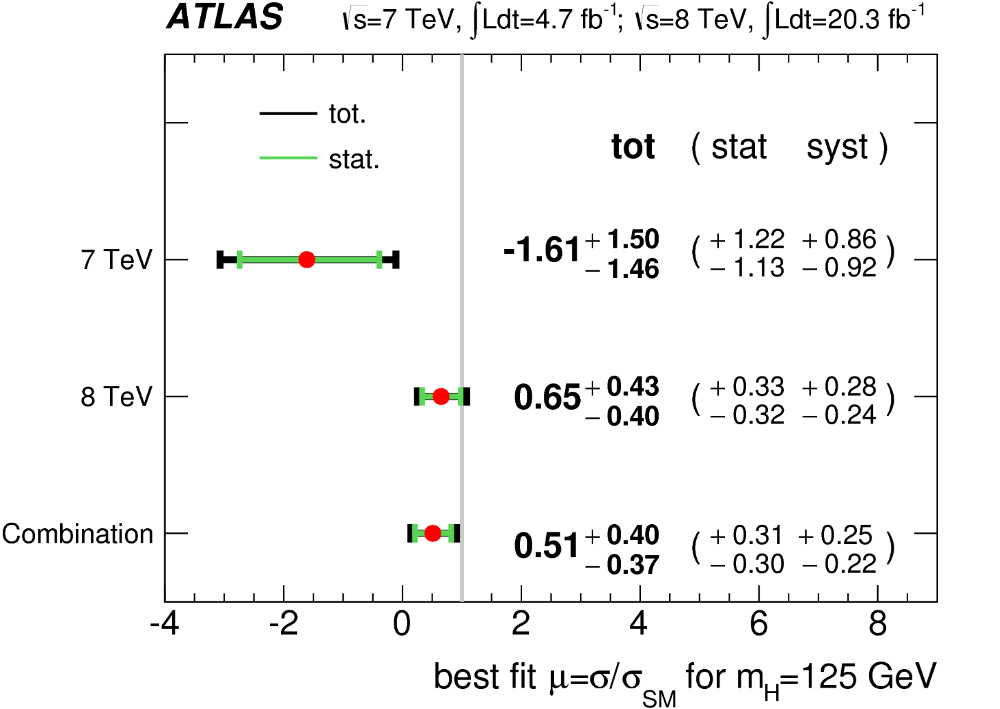 ATLAS √s=7 TeV, ∫Ldt=4.7 fb⁻¹; √s=8 TeV, ∫Ldt=20.3 fb⁻¹
tot.
stat.
tot ( stat syst )
7 TeV -1.61 + 1.50 − 1.46 ( + 1.22 − 1.13 + 0.86 − 0.92 )
8 TeV 0.65 + 0.43 − 0.40 ( + 0.33 − 0.32 + 0.28 − 0.24 )
Combination 0.51 + 0.40 − 0.37 ( + 0.31 − 0.30 + 0.25 − 0.22 )
-4 -2 0 2 4 6 8
best fit μ=σ/σ_SM for m_H=125 GeV